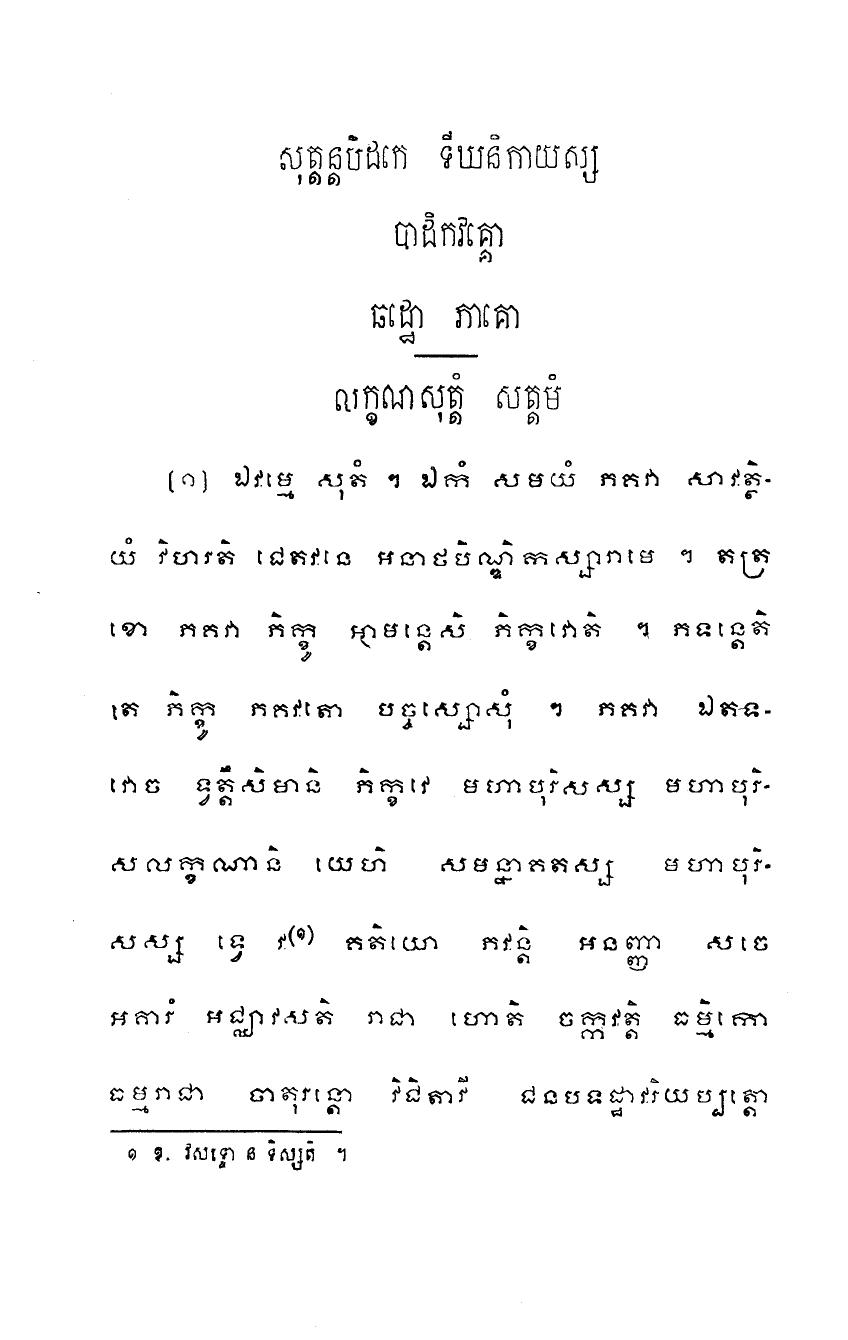 សុត្តន្តបិដកេ ទីឃនិកាយស្ស
បាដិកវគ្គោ
ឆដ្ឋោ ភាគោ
លក្ខណសុត្តំ សត្តមំ
(១) ឯវម្មេ សុតំ ។ ឯកំ សមយំ ភគវា សាវត្ថិ-
យំ វិហរតិ ជេតវនេ អនាថបិណ្ឌិកស្សារាមេ ។ តត្រ
ខោ ភគវា ភិក្ខូ អាមន្តេសិ ភិក្ខវោតិ ។ ភទន្តេតិ
តេ ភិក្ខូ ភគវតោ បច្ចស្សោសុំ ។ ភគវា ឯតទ-
វោច ទ្វត្តឹសិមានិ ភិក្ខវេ មហាបុរិសស្ស មហាបុរិ-
សលក្ខណានិ យេហិ សមន្នាគតស្ស មហាបុរិ-
សស្ស ទ្វេ វ(១) គតិយោ ភវន្តិ អនញ្ញា សចេ
អគារំ អជ្ឈាវសតិ រាជា ហោតិ ចក្កវត្តិ ធម្មិកោ
ធម្មរាជា ចាតុរន្តោ វិជិតាវី ជនបទដ្ឋាវរិយប្បត្តោ
១ ឱ. វសទ្ទោ ន ទិស្សតិ ។